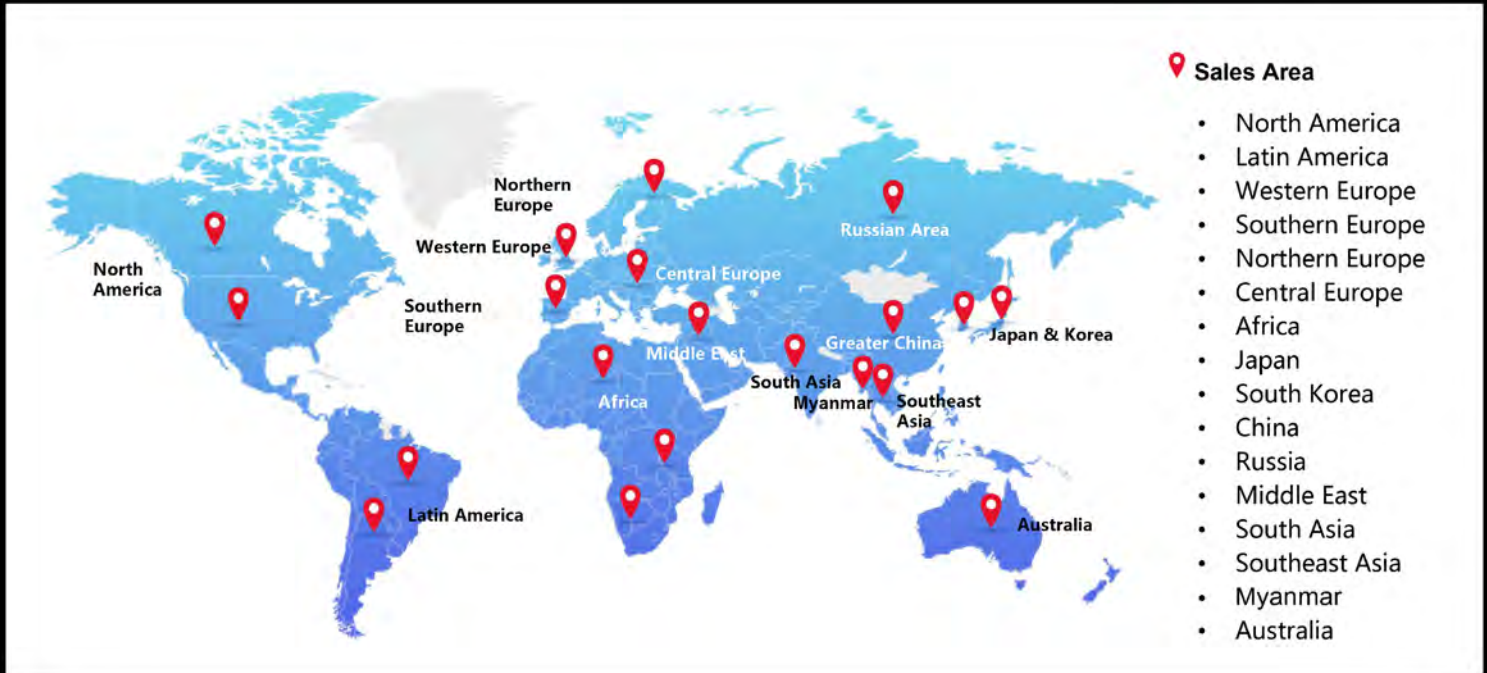 Sales Area
• North America
• Latin America
• Western Europe
• Southern Europe
• Northern Europe
• Central Europe
• Africa
• Japan
• South Korea
• China
• Russia
• Middle East
• South Asia
• Southeast Asia
• Myanmar
• Australia
Northern
Europe
Russian Area
Western Europe
North
America
Central Europe
Southern
Europe
Japan & Korea
Greater China
Middle East
South Asia
Myanmar
Southeast
Asia
Africa
Latin America
Australia